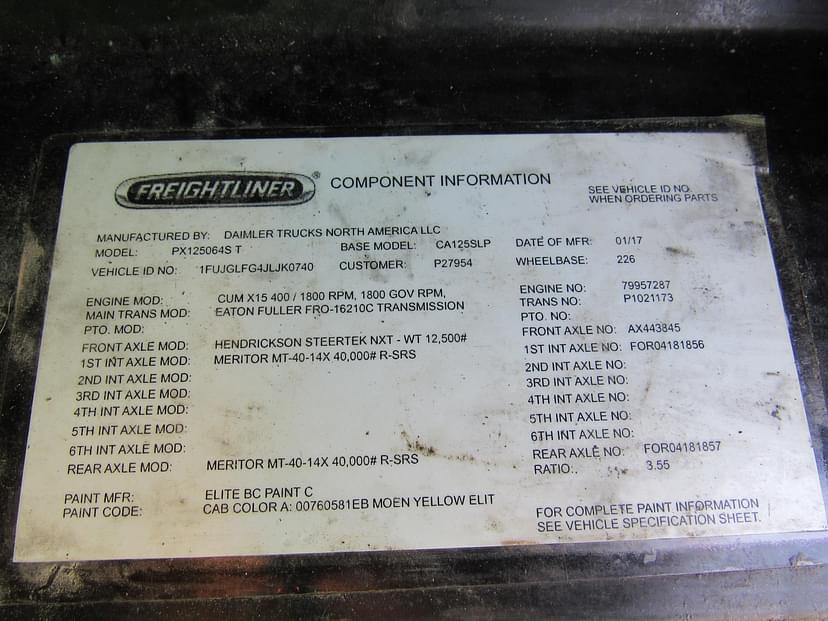 FREIGHTLINER ® COMPONENT INFORMATION
SEE VEHICLE ID NO.
WHEN ORDERING PARTS
MANUFACTURED BY: DAIMLER TRUCKS NORTH AMERICA LLC
MODEL: PX125064S T BASE MODEL: CA125SLP DATE OF MFR: 01/17
VEHICLE ID NO: 1FUJGLFG4JLJK0740 CUSTOMER: P27954 WHEELBASE: 226
ENGINE MOD: CUM X15 400 / 1800 RPM, 1800 GOV RPM, ENGINE NO: 79957287
MAIN TRANS MOD: EATON FULLER FRO-16210C TRANSMISSION TRANS NO: P1021173
PTO. MOD: PTO. NO:
FRONT AXLE MOD: HENDRICKSON STEERTEK NXT - WT 12,500# FRONT AXLE NO: AX443845
1ST INT AXLE MOD: MERITOR MT-40-14X 40,000# R-SRS 1ST INT AXLE NO: FOR04181856
2ND INT AXLE MOD: 2ND INT AXLE NO:
3RD INT AXLE MOD: 3RD INT AXLE NO:
4TH INT AXLE MOD: 4TH INT AXLE NO:
5TH INT AXLE MOD: 5TH INT AXLE NO:
6TH INT AXLE MOD: 6TH INT AXLE NO:
REAR AXLE MOD: MERITOR MT-40-14X 40,000# R-SRS REAR AXLE NO: FOR04181857
RATIO: 3.55
PAINT MFR: ELITE BC PAINT C
PAINT CODE: CAB COLOR A: 00760581EB MOEN YELLOW ELIT
FOR COMPLETE PAINT INFORMATION
SEE VEHICLE SPECIFICATION SHEET.